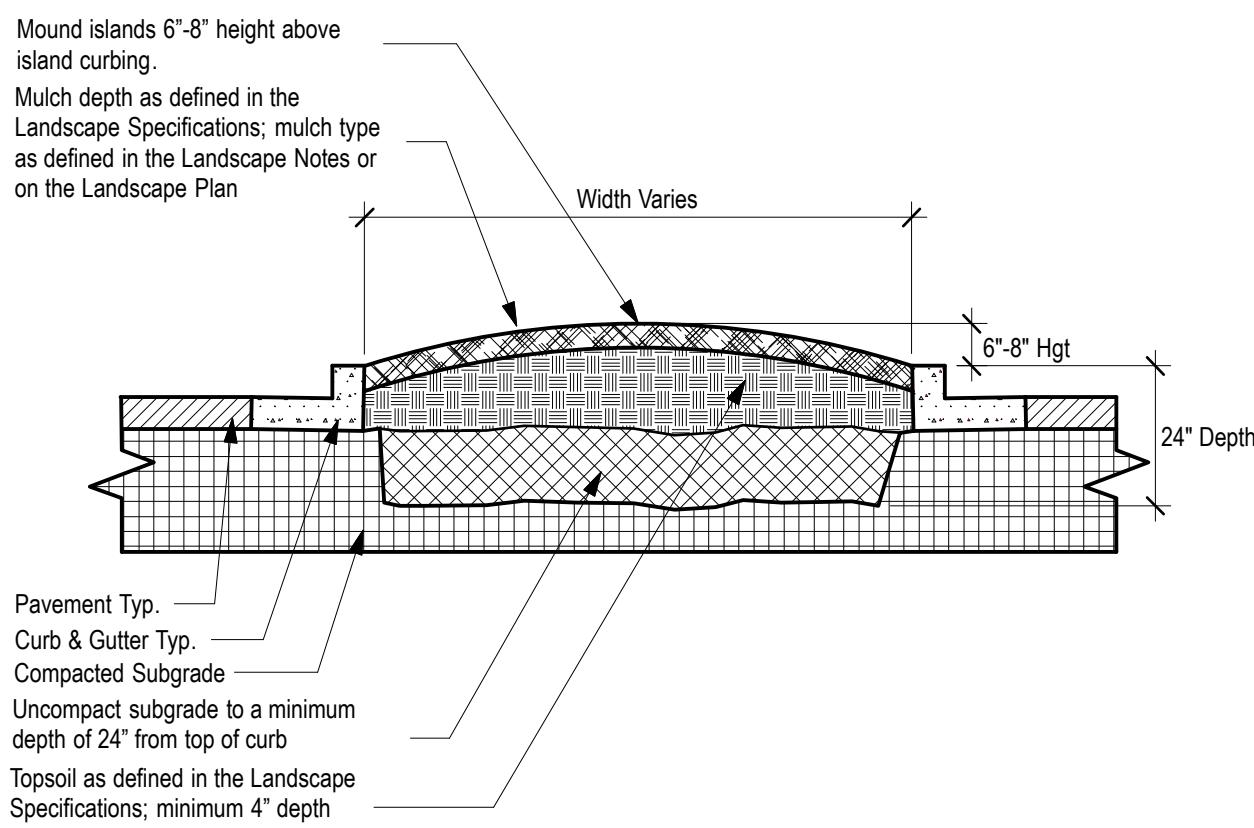 Mound islands 6”-8” height above
island curbing.
Mulch depth as defined in the
Landscape Specifications; mulch type
as defined in the Landscape Notes or
on the Landscape Plan
Width Varies
6"-8" Hgt
24" Depth
Pavement Typ.
Curb & Gutter Typ.
Compacted Subgrade
Uncompact subgrade to a minimum
depth of 24” from top of curb
Topsoil as defined in the Landscape
Specifications; minimum 4” depth